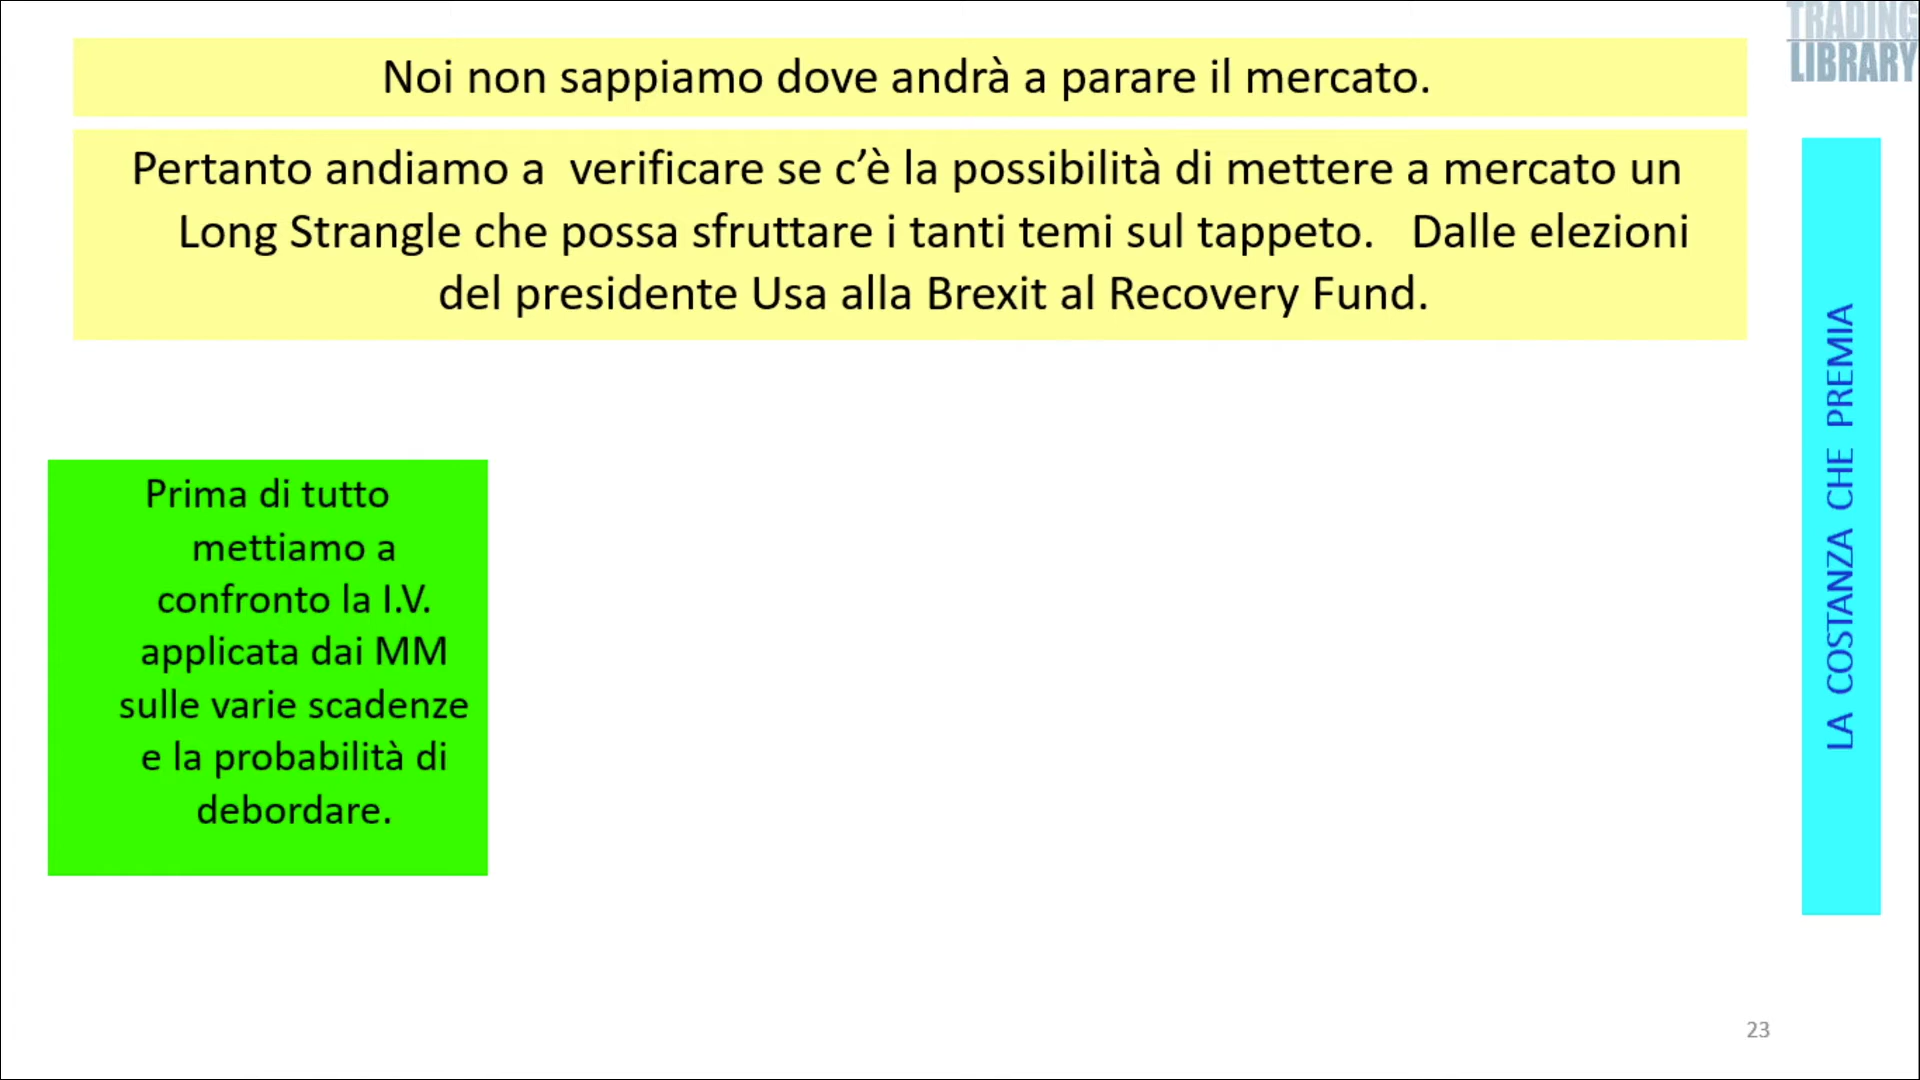 TRADING
LIBRARY
Noi non sappiamo dove andrà a parare il mercato.
Pertanto andiamo a  verificare se c’è la possibilità di mettere a mercato un
Long Strangle che possa sfruttare i tanti temi sul tappeto.   Dalle elezioni
del presidente Usa alla Brexit al Recovery Fund.
Prima di tutto
mettiamo a
confronto la I.V.
applicata dai MM
sulle varie scadenze
e la probabilità di
debordare.
LA  COSTANZA  CHE  PREMIA
23